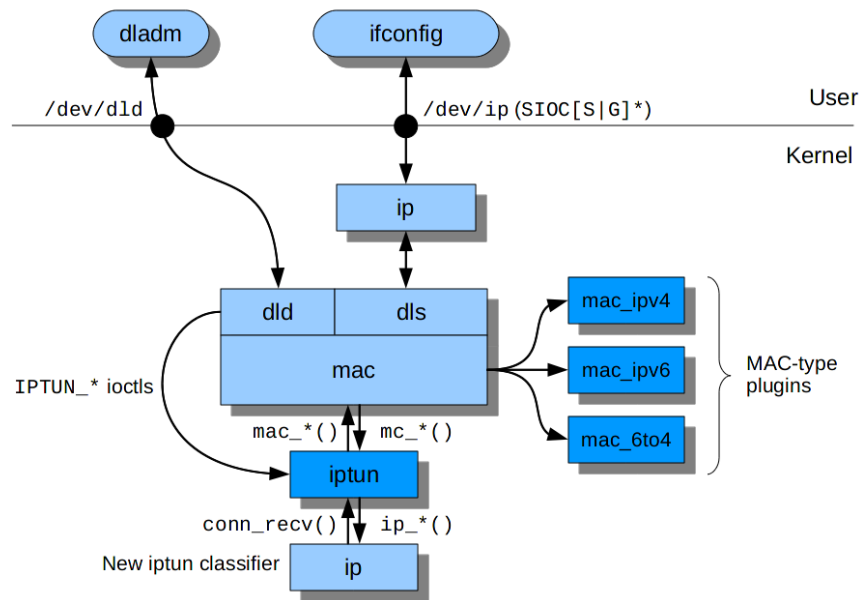 dladm
ifconfig
/dev/dld
/dev/ip (SIOC[S|G]*)
User
Kernel
ip
dld
dls
mac
mac_ipv4
mac_ipv6
mac_6to4
MAC-type
plugins
IPTUN_* ioctls
mac_*()
mc_*()
iptun
conn_recv()
ip_*()
New iptun classifier
ip